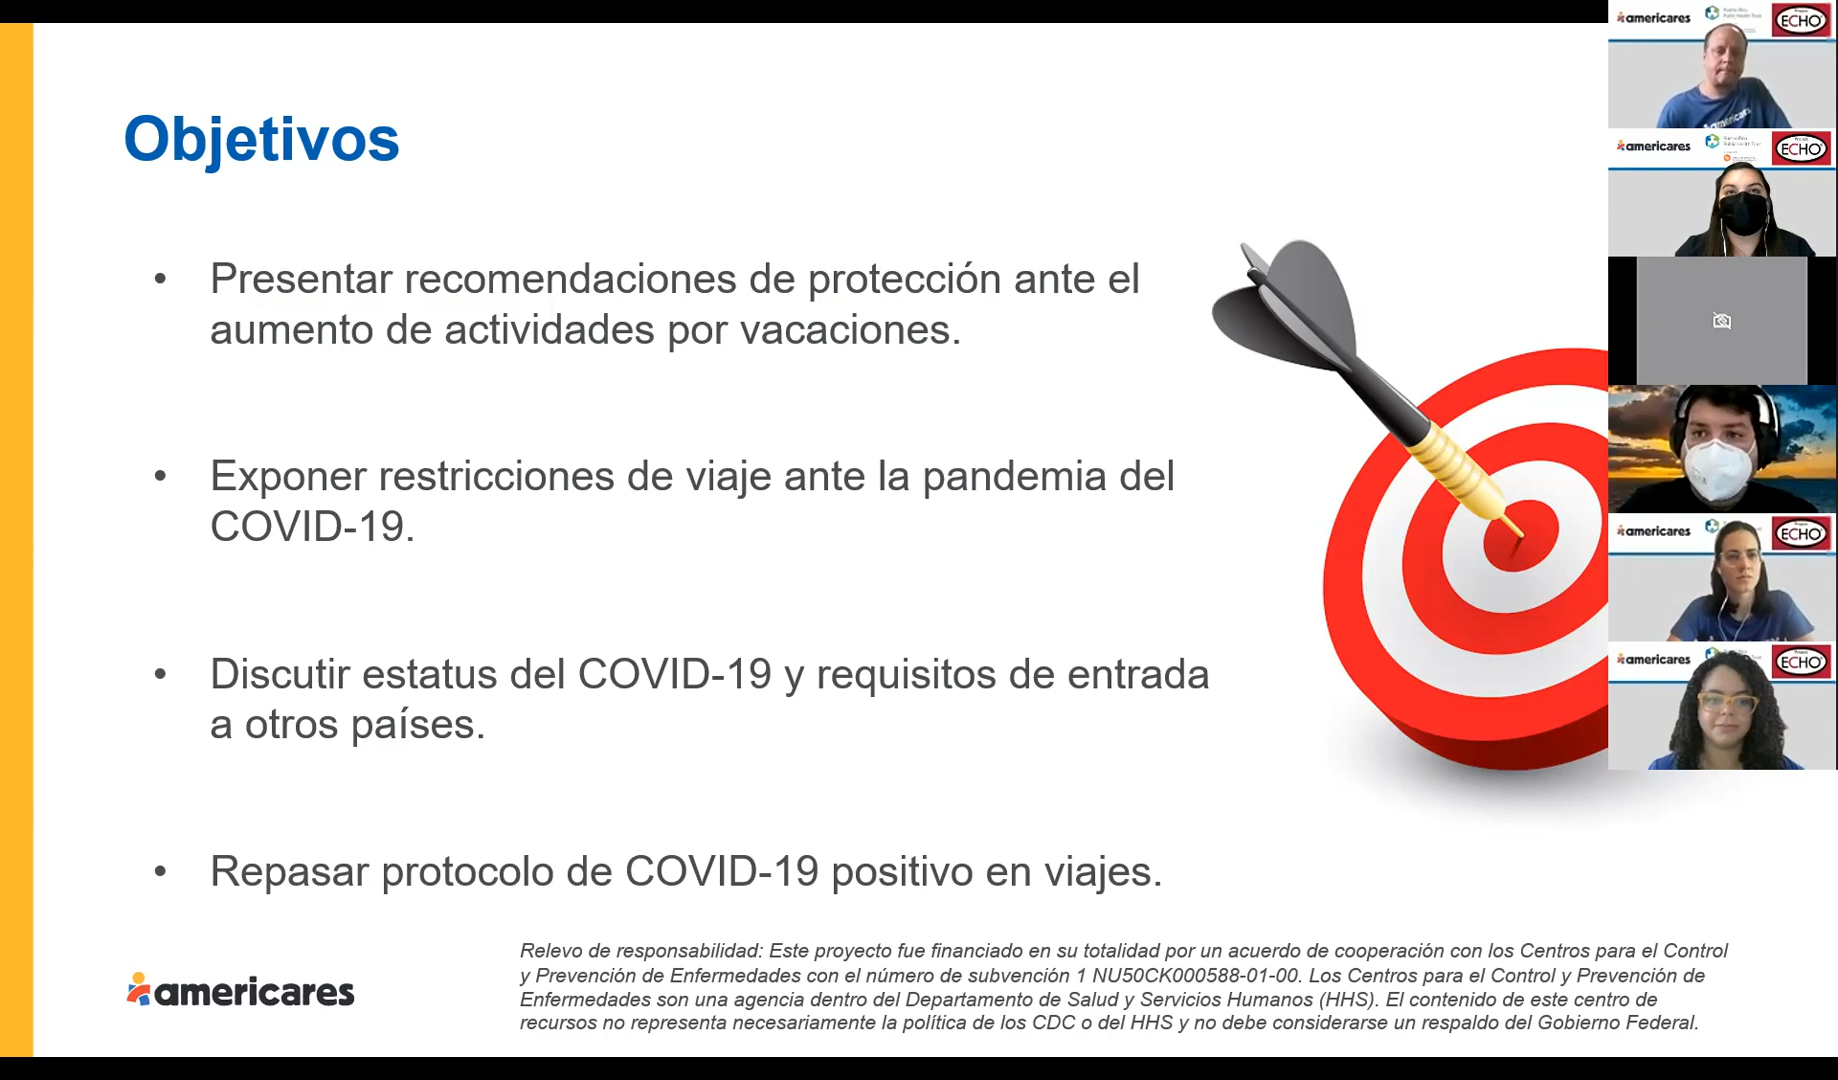 Objetivos
• Presentar recomendaciones de protección ante el
aumento de actividades por vacaciones.
• Exponer restricciones de viaje ante la pandemia del
COVID-19.
• Discutir estatus del COVID-19 y requisitos de entrada
a otros países.
• Repasar protocolo de COVID-19 positivo en viajes.
americares
Relevo de responsabilidad: Este proyecto fue financiado en su totalidad por un acuerdo de cooperación con los Centros para el Control
y Prevención de Enfermedades con el número de subvención 1 NU50CK000588-01-00. Los Centros para el Control y Prevención de
Enfermedades son una agencia dentro del Departamento de Salud y Servicios Humanos (HHS). El contenido de este centro de
recursos no representa necesariamente la política de los CDC o del HHS y no debe considerarse un respaldo del Gobierno Federal.
americares ECHO
americares
americares ECHO
americares ECHO
americares ECHO